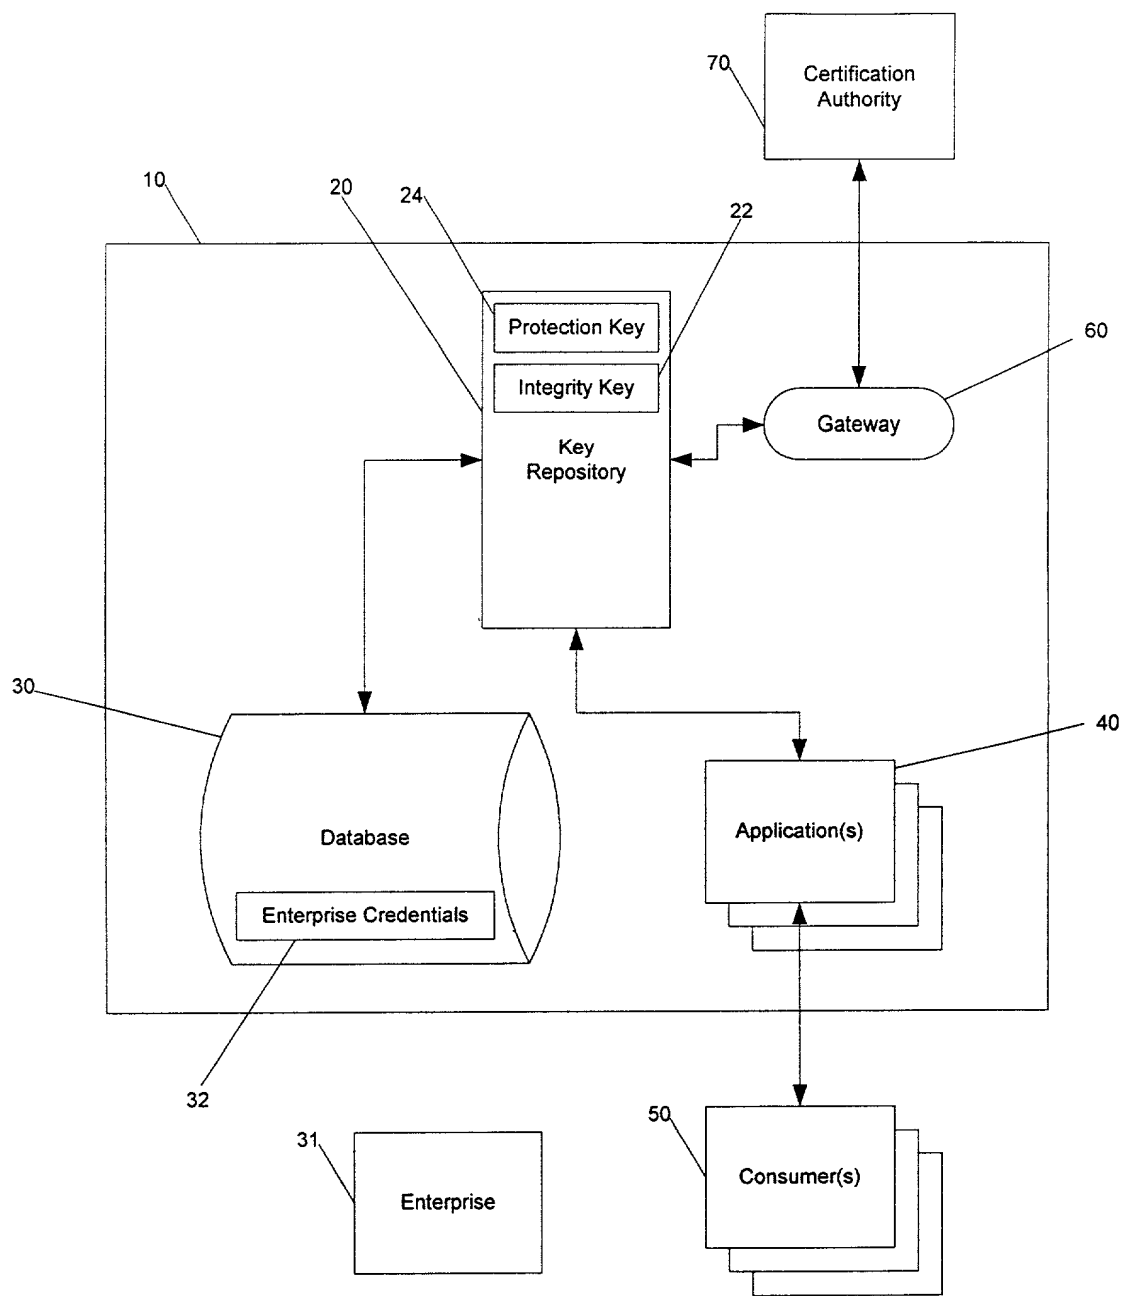 70
Certification
Authority
10
20
24
22
Protection Key
Integrity Key
60
Gateway
Key
Repository
30
40
Database
Application(s)
Enterprise Credentials
32
31
50
Enterprise
Consumer(s)